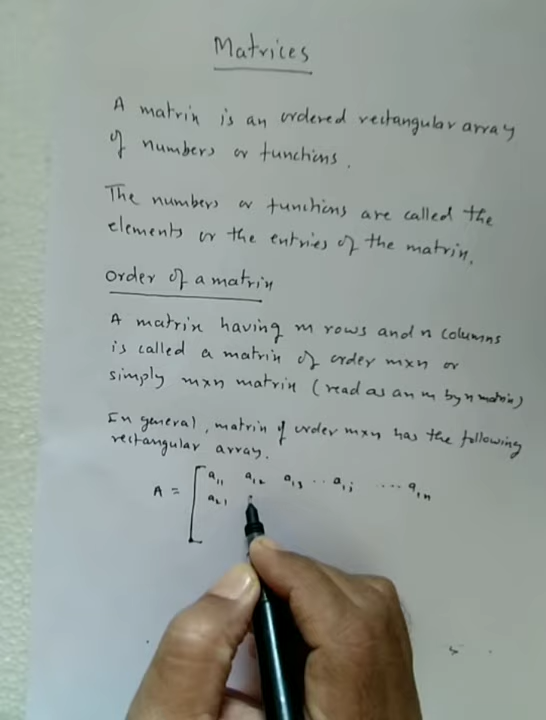 Matrices
A matrix is an ordered rectangular array
of numbers or functions.
The numbers or functions are called the
elements or the entries of the matrix.
Order of a matrix
A matrix having m rows and n columns
is called a matrix of order m×n or
simply m×n matrix (read as an m by n matrix)
In general, matrix of order m×n has the following
rectangular array.
A = [ a₁₁ a₁₂ a₁₃ .. a₁ⱼ .... a₁ₙ
a₂₁